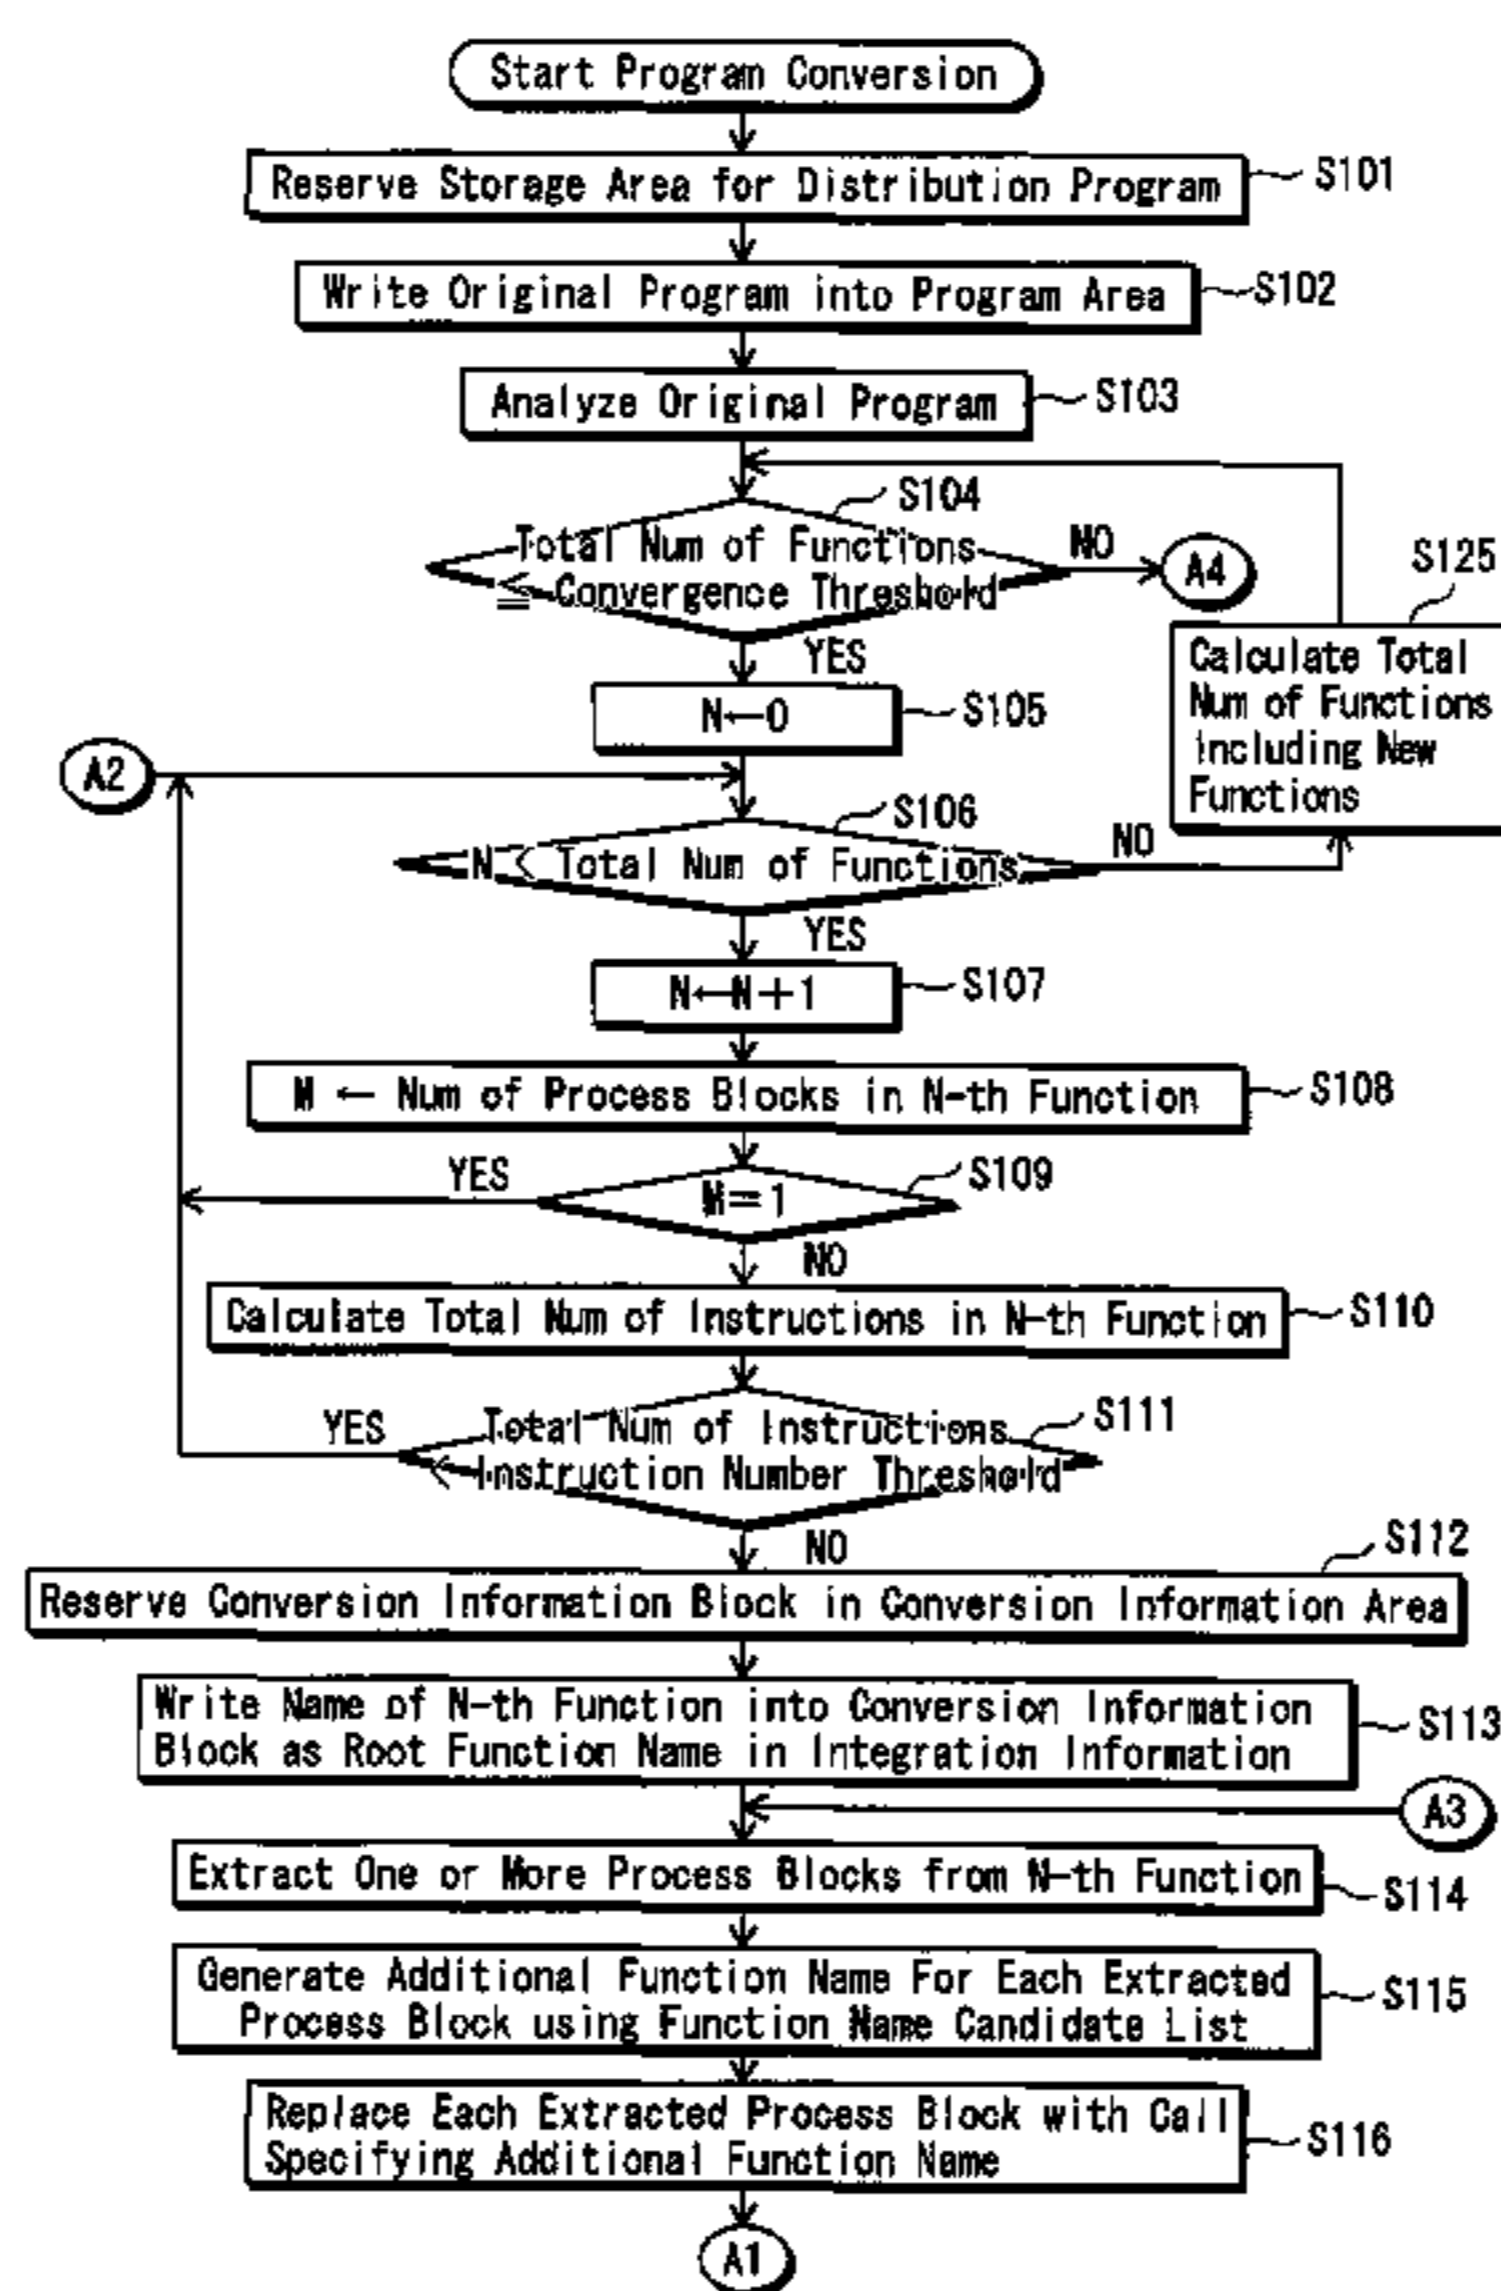 Start Program Conversion
Reserve Storage Area for Distribution Program
S101
Write Original Program into Program Area
S102
Analyze Original Program
S103
S104
Total Num of Functions
≦ Convergence Threshold
NO
A4
YES
S125
Calculate Total
Num of Functions
Including New
Functions
N←0
S105
A2
S106
N < Total Num of Functions
NO
YES
N←N+1
S107
M ← Num of Process Blocks in N-th Function
S108
S109
M=1
YES
NO
Calculate Total Num of Instructions in N-th Function
S110
S111
YES
Total Num of Instructions
< Instruction Number Threshold
NO
S112
Reserve Conversion Information Block in Conversion Information Area
Write Name of N-th Function into Conversion Information
Block as Root Function Name in Integration Information
S113
A3
Extract One or More Process Blocks from N-th Function
S114
Generate Additional Function Name For Each Extracted
Process Block using Function Name Candidate List
S115
Replace Each Extracted Process Block with Call
Specifying Additional Function Name
S116
A1